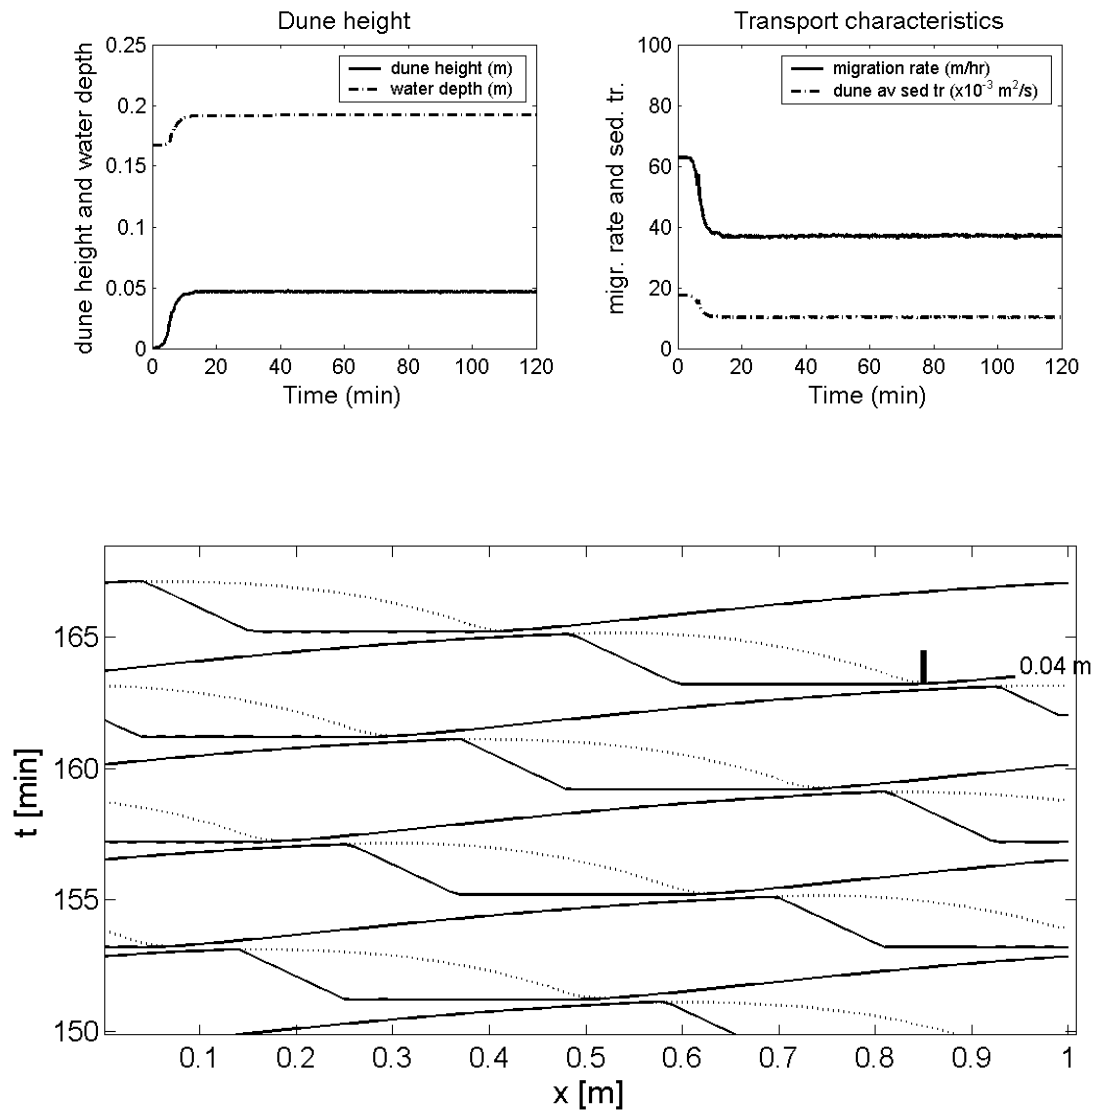 Dune height
0.25
0.2
0.15
0.1
0.05
0
dune height and water depth
dune height (m)
water depth (m)
0 20 40 60 80 100 120
Time (min)
Transport characteristics
100
80
60
40
20
0
migr. rate and sed. tr.
migration rate (m/hr)
dune av sed tr (x10⁻³ m²/s)
0 20 40 60 80 100 120
Time (min)
165
160
155
150
t [min]
0.04 m
0.1 0.2 0.3 0.4 0.5 0.6 0.7 0.8 0.9 1
x [m]